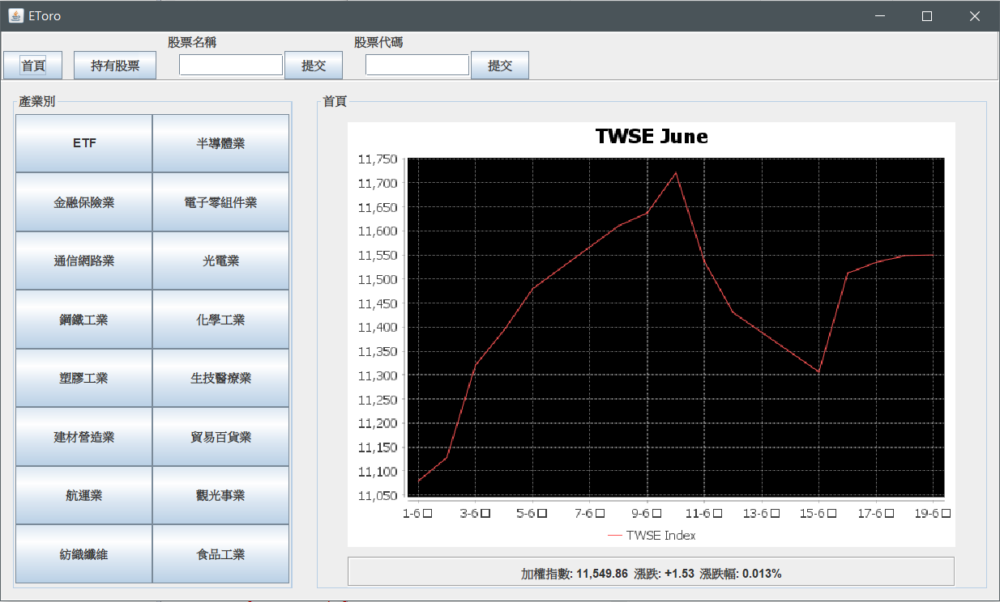 EToro
股票名稱 股票代碼
首頁 持有股票 提交 提交
產業別
ETF 半導體業
金融保險業 電子零組件業
通信網路業 光電業
鋼鐵工業 化學工業
塑膠工業 生技醫療業
建材營造業 貿易百貨業
航運業 觀光事業
紡織纖維 食品工業
首頁
TWSE June
11,750
11,700
11,650
11,600
11,550
11,500
11,450
11,400
11,350
11,300
11,250
11,200
11,150
11,100
11,050
1-6□ 3-6□ 5-6□ 7-6□ 9-6□ 11-6□ 13-6□ 15-6□ 17-6□ 19-6□
TWSE Index
加權指數: 11,549.86 漲跌: +1.53 漲跌幅: 0.013%